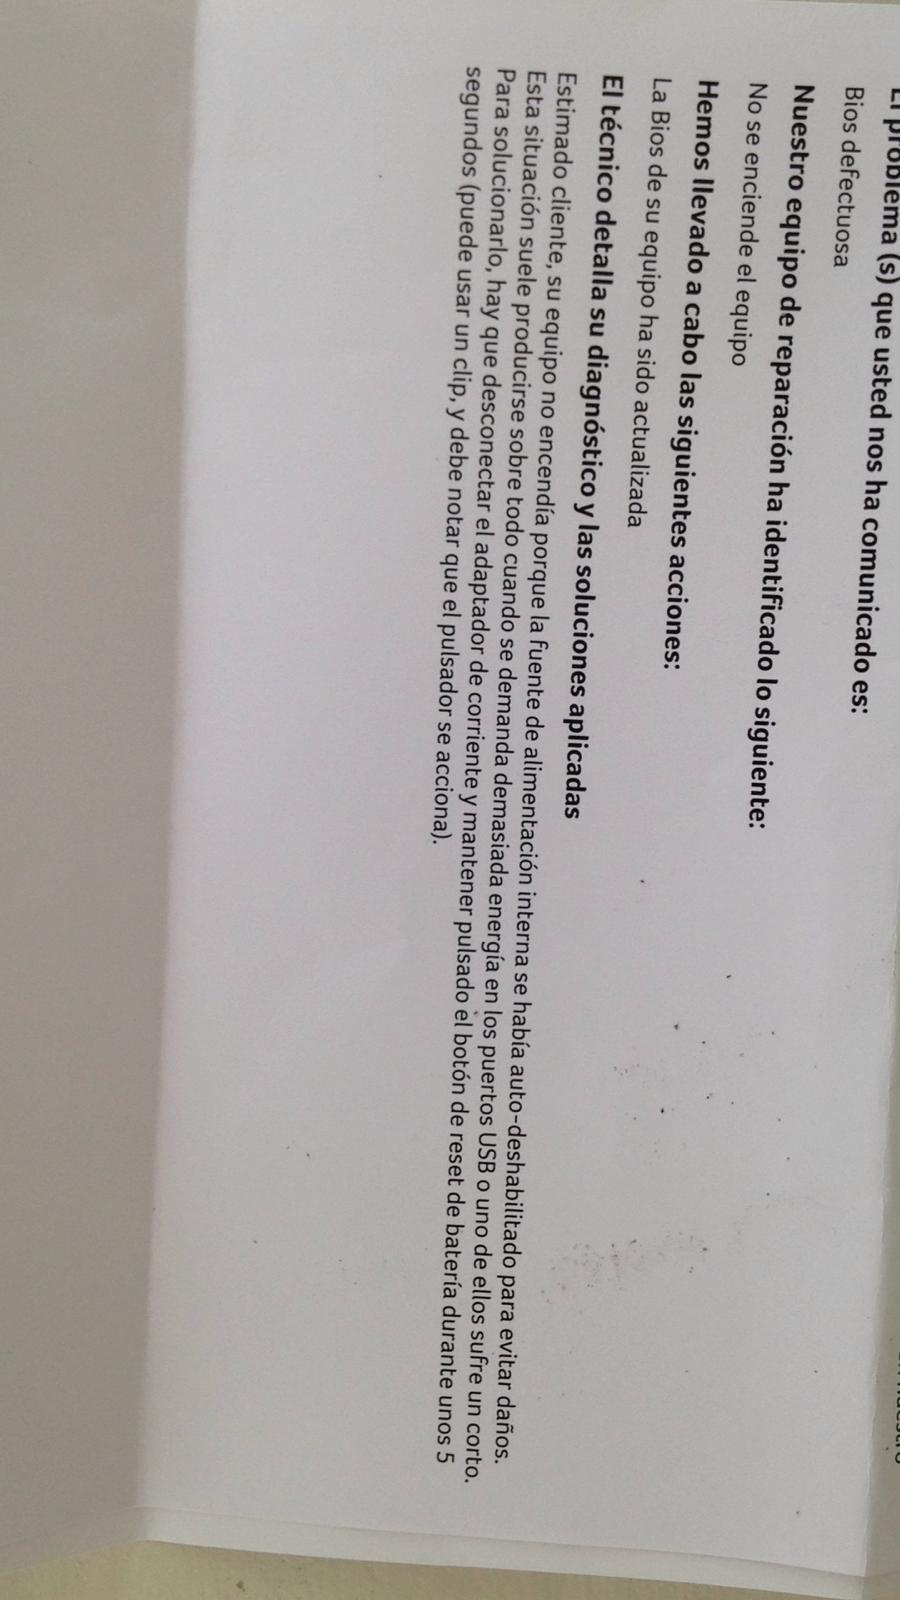 El problema (s) que usted nos ha comunicado es:
Bios defectuosa
Nuestro equipo de reparación ha identificado lo siguiente:
No se enciende el equipo
Hemos llevado a cabo las siguientes acciones:
La Bios de su equipo ha sido actualizada
El técnico detalla su diagnóstico y las soluciones aplicadas
Estimado cliente, su equipo no encendía porque la fuente de alimentación interna se había auto-deshabilitado para evitar daños.
Esta situación suele producirse sobre todo cuando se demanda demasiada energía en los puertos USB o uno de ellos sufre un corto.
Para solucionarlo, hay que desconectar el adaptador de corriente y mantener pulsado el botón de reset de batería durante unos 5
segundos (puede usar un clip, y debe notar que el pulsador se acciona).